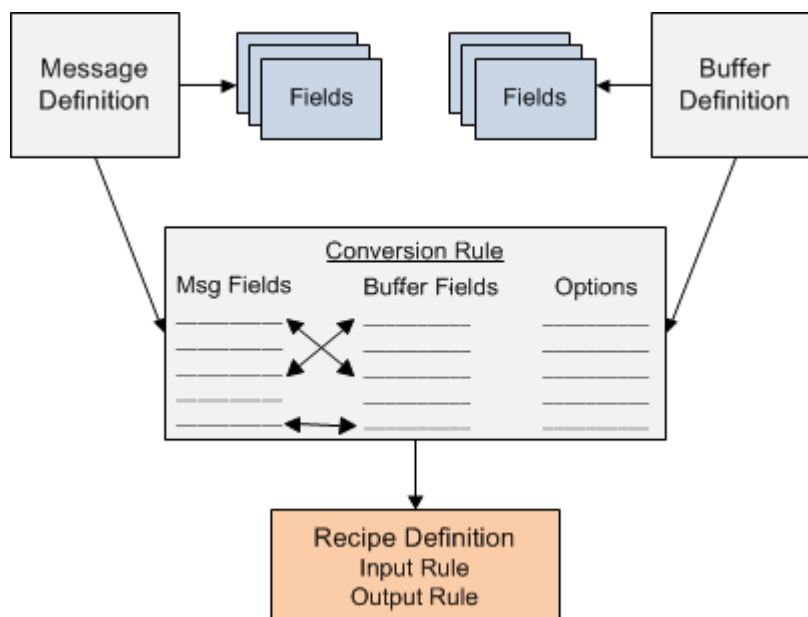 Message
Definition
Fields
Fields
Buffer
Definition
Conversion Rule
Msg Fields
Buffer Fields
Options
Recipe Definition
Input Rule
Output Rule